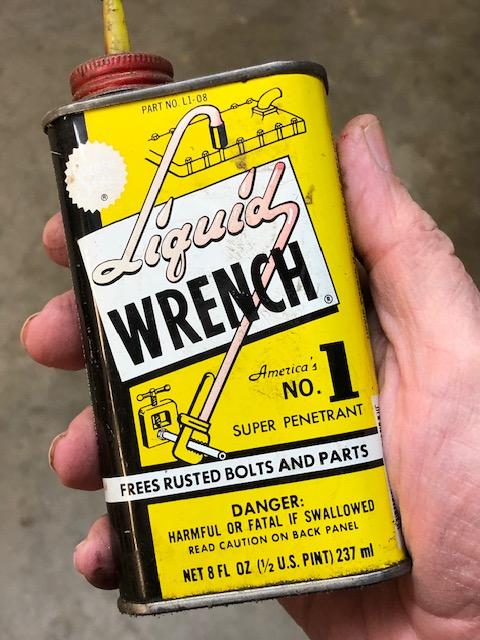 PART NO. L1-08
®
Liquid
WRENCH®
America's
NO. 1
SUPER PENETRANT
FREES RUSTED BOLTS AND PARTS
DANGER:
HARMFUL OR FATAL IF SWALLOWED
READ CAUTION ON BACK PANEL
NET 8 FL OZ (½ U.S. PINT) 237 ml